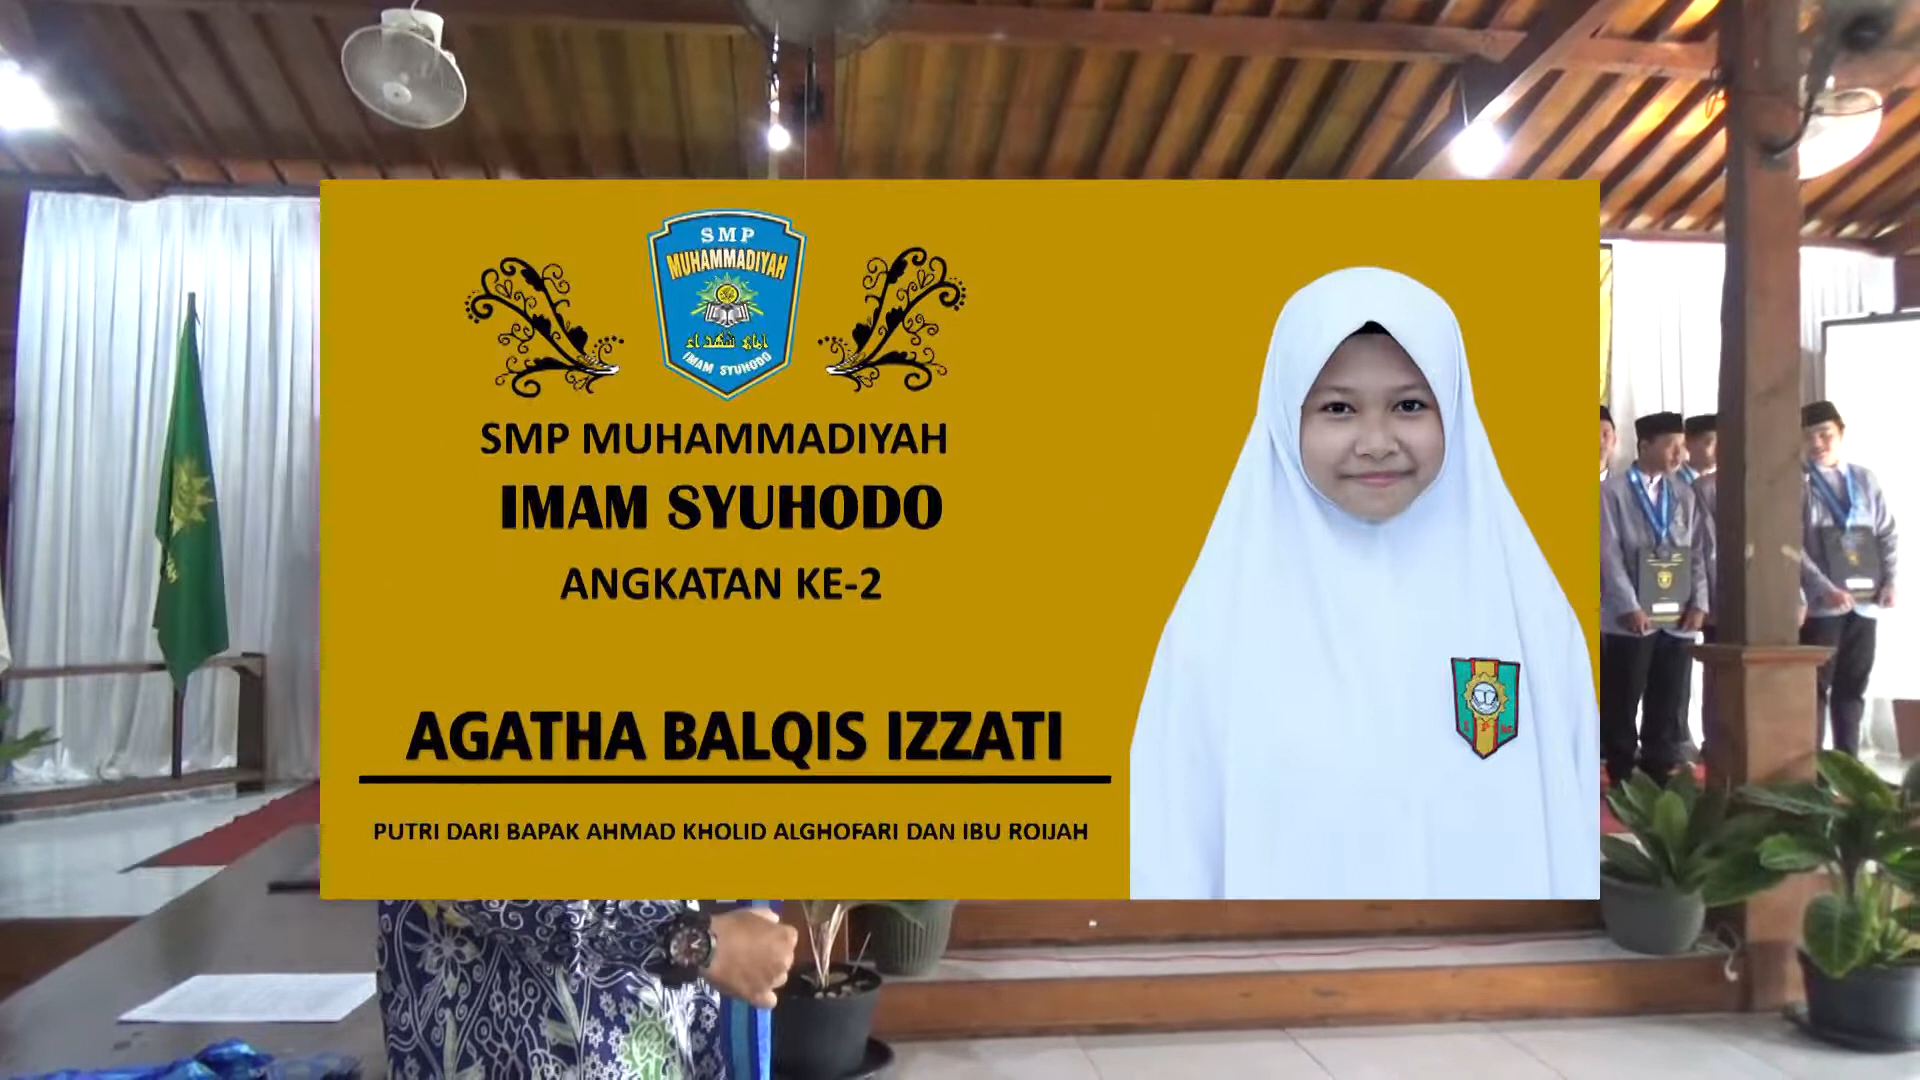 SMP
MUHAMMADIYAH
IMAM SYUHODO
SMP MUHAMMADIYAH
IMAM SYUHODO
ANGKATAN KE-2
AGATHA BALQIS IZZATI
PUTRI DARI BAPAK AHMAD KHOLID ALGHOFARI DAN IBU ROIJAH